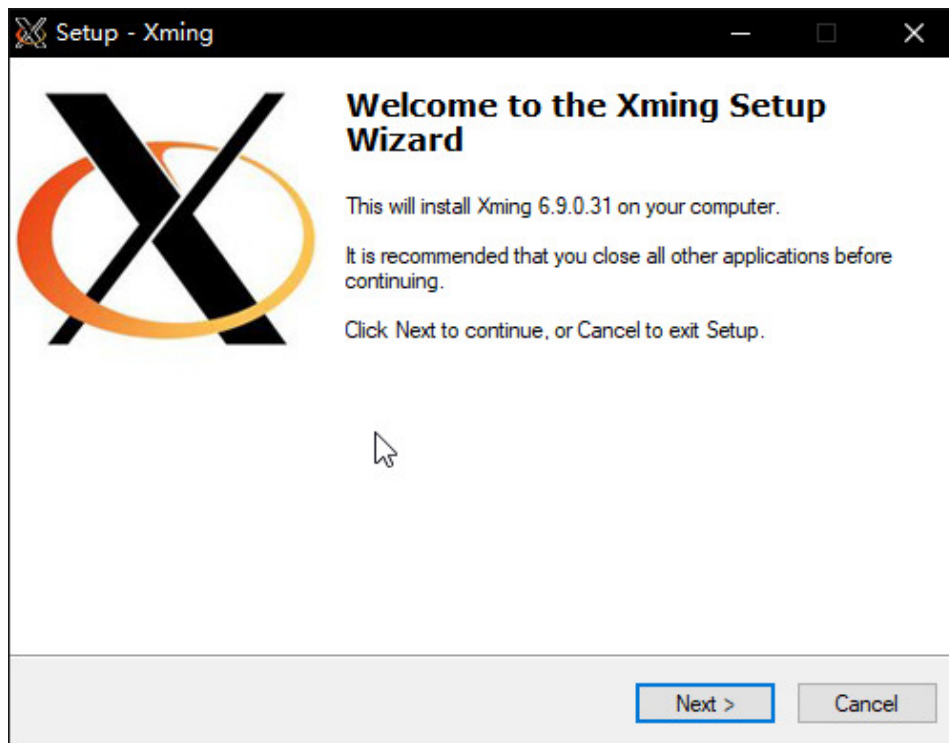 Setup - Xming
Welcome to the Xming Setup
Wizard
This will install Xming 6.9.0.31 on your computer.
It is recommended that you close all other applications before
continuing.
Click Next to continue, or Cancel to exit Setup.
Next >
Cancel